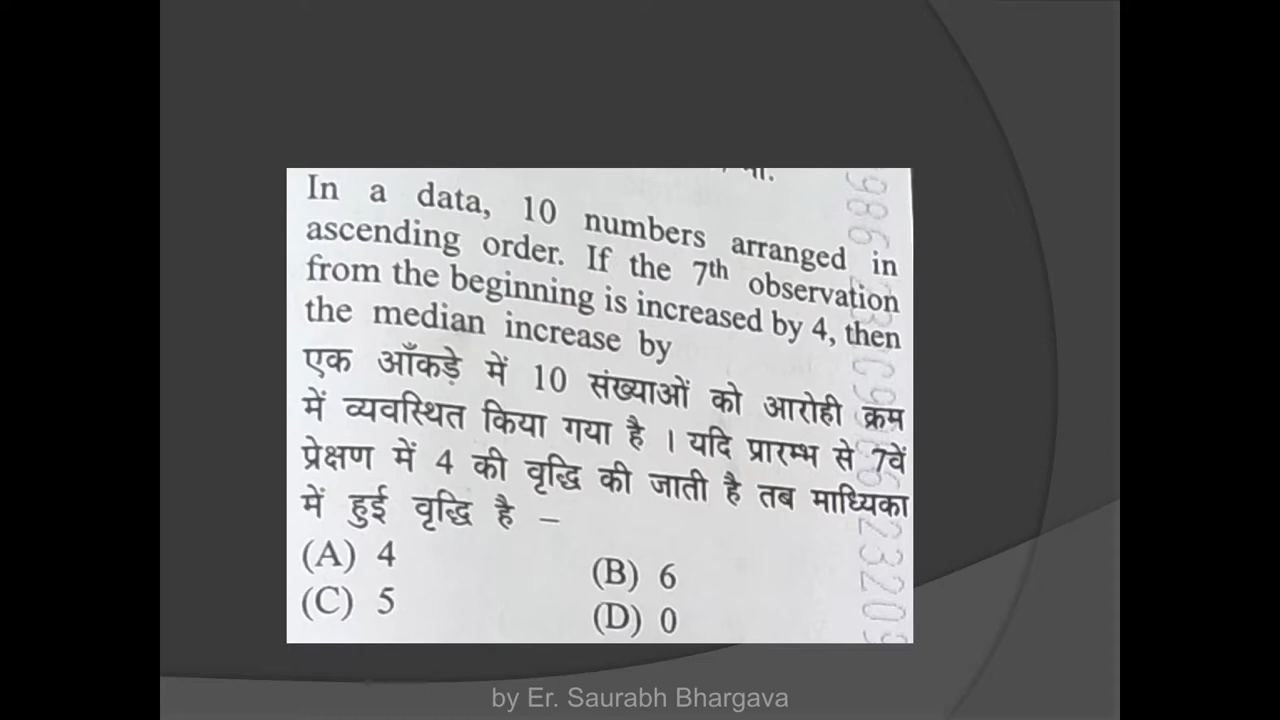 In a data, 10 numbers arranged in
ascending order. If the 7th observation
from the beginning is increased by 4, then
the median increase by
एक आँकड़े में 10 संख्याओं को आरोही क्रम
में व्यवस्थित किया गया है । यदि प्रारम्भ से 7वें
प्रेक्षण में 4 की वृद्धि की जाती है तब माध्यिका
में हुई वृद्धि है –
(A) 4
(B) 6
(C) 5
(D) 0
by Er. Saurabh Bhargava